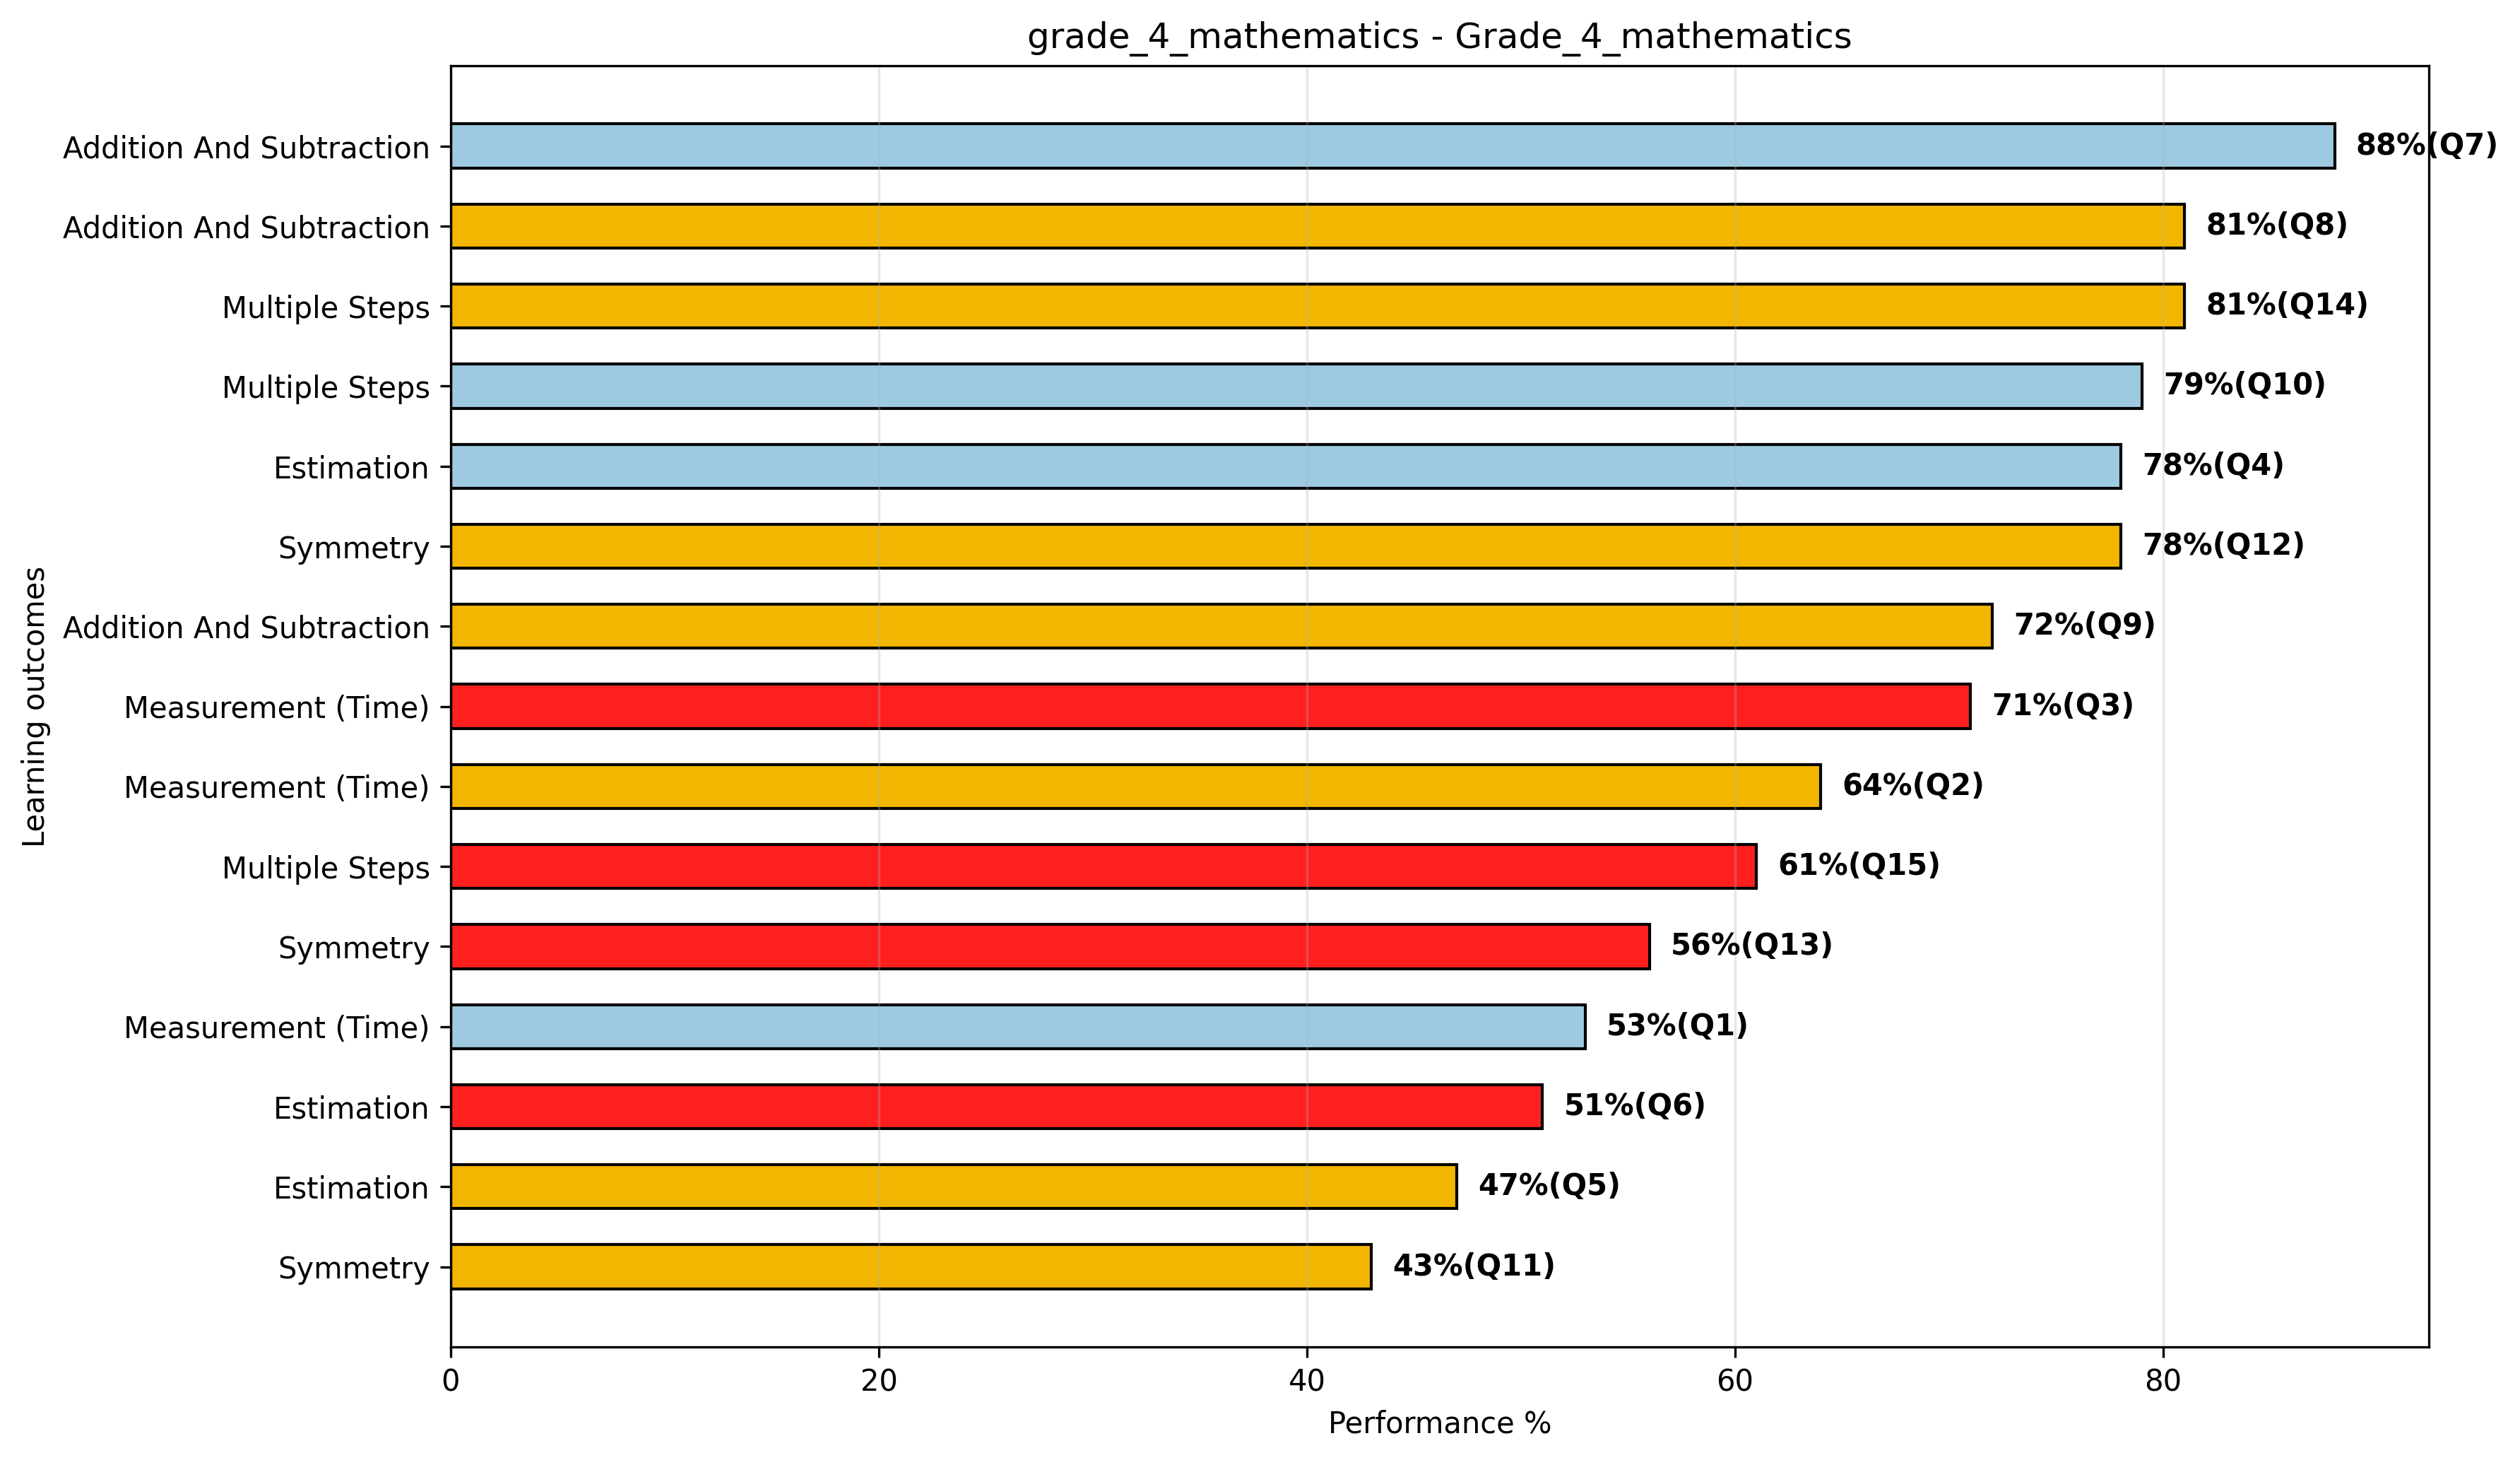 grade_4_mathematics - Grade_4_mathematics
Addition And Subtraction 88%(Q7)
Addition And Subtraction 81%(Q8)
Multiple Steps 81%(Q14)
Multiple Steps 79%(Q10)
Estimation 78%(Q4)
Symmetry 78%(Q12)
Addition And Subtraction 72%(Q9)
Measurement (Time) 71%(Q3)
Measurement (Time) 64%(Q2)
Multiple Steps 61%(Q15)
Symmetry 56%(Q13)
Measurement (Time) 53%(Q1)
Estimation 51%(Q6)
Estimation 47%(Q5)
Symmetry 43%(Q11)
Learning outcomes
0 20 40 60 80
Performance %